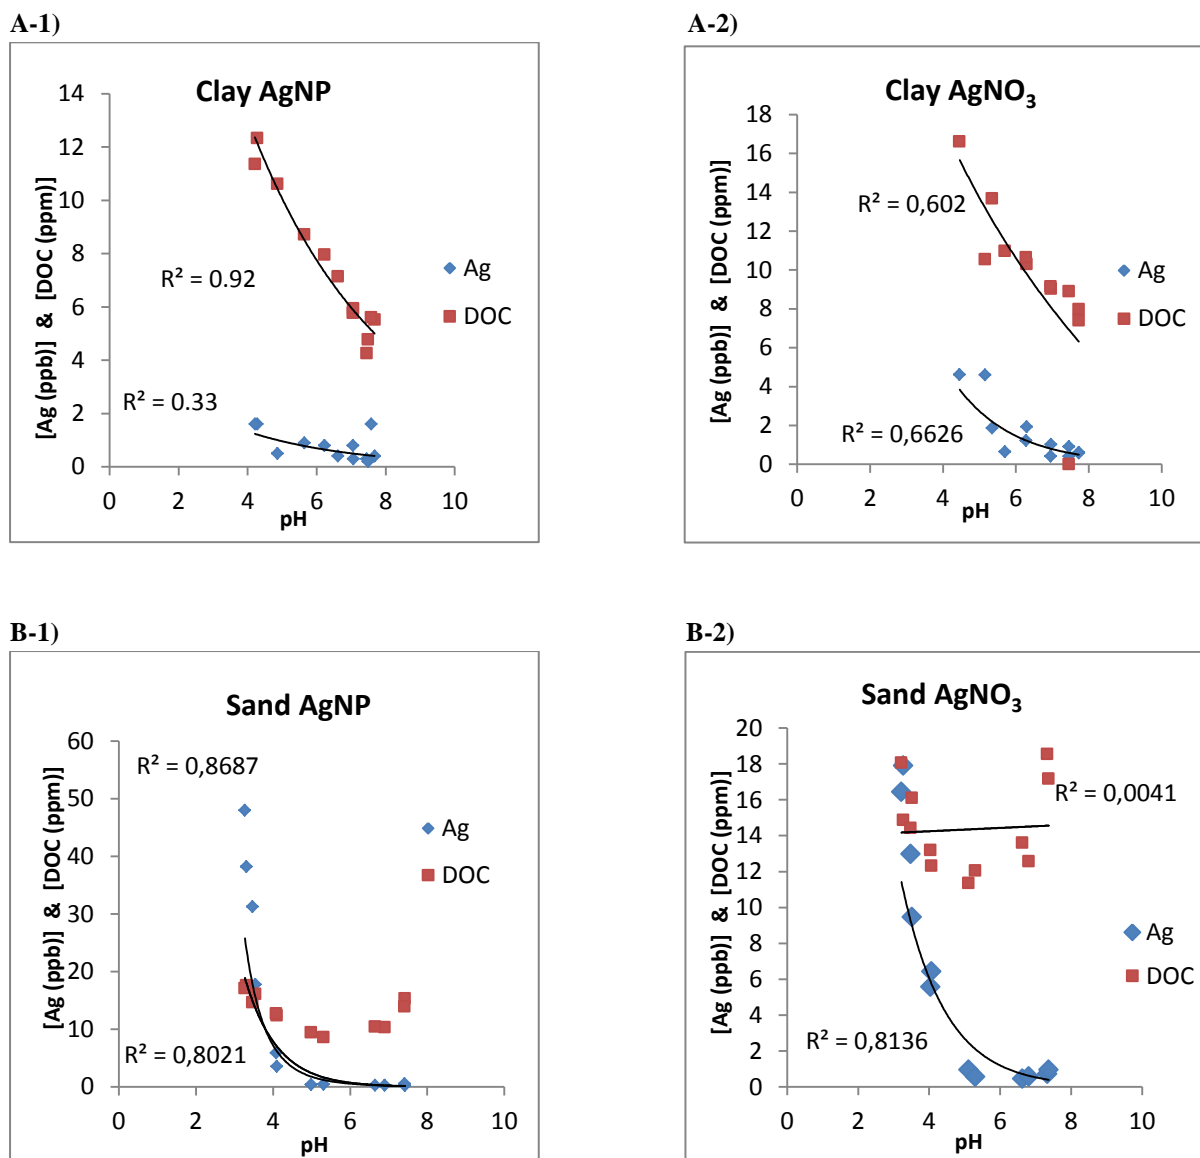 A-1)
Clay AgNP
[Ag (ppb)] & [DOC (ppm)]
14
12
10
8
6
4
2
0
R² = 0.92
R² = 0.33
Ag
DOC
0 2 4 6 8 10
pH
A-2)
Clay AgNO₃
[Ag (ppb)] & [DOC (ppm)]
18
16
14
12
10
8
6
4
2
0
R² = 0,602
R² = 0,6626
Ag
DOC
0 2 4 6 8 10
pH
B-1)
Sand AgNP
[Ag (ppb)] & [DOC (ppm)]
60
50
40
30
20
10
0
R² = 0,8687
R² = 0,8021
Ag
DOC
0 2 4 6 8 10
pH
B-2)
Sand AgNO₃
[Ag (ppb)] & [DOC (ppm)]
20
18
16
14
12
10
8
6
4
2
0
R² = 0,0041
R² = 0,8136
Ag
DOC
0 2 4 6 8 10
pH